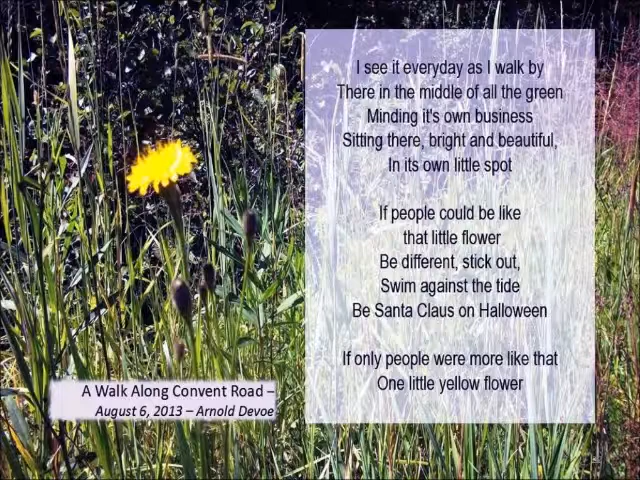 I see it everyday as I walk by
There in the middle of all the green
Minding it's own business
Sitting there, bright and beautiful,
In its own little spot
If people could be like
that little flower
Be different, stick out,
Swim against the tide
Be Santa Claus on Halloween
If only people were more like that
One little yellow flower
A Walk Along Convent Road –
August 6, 2013 – Arnold Devoe